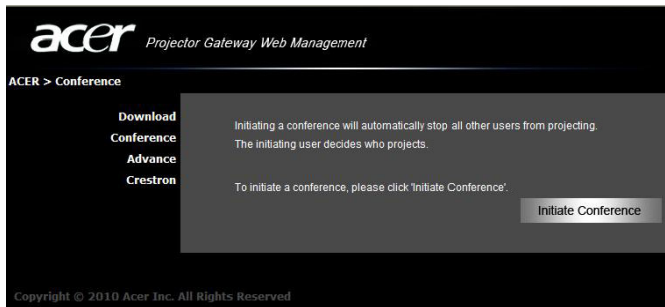 acer Projector Gateway Web Management
ACER > Conference
Download
Conference
Advance
Crestron
Initiating a conference will automatically stop all other users from projecting.
The initiating user decides who projects.
To initiate a conference, please click 'Initiate Conference'.
Initiate Conference
Copyright © 2010 Acer Inc. All Rights Reserved